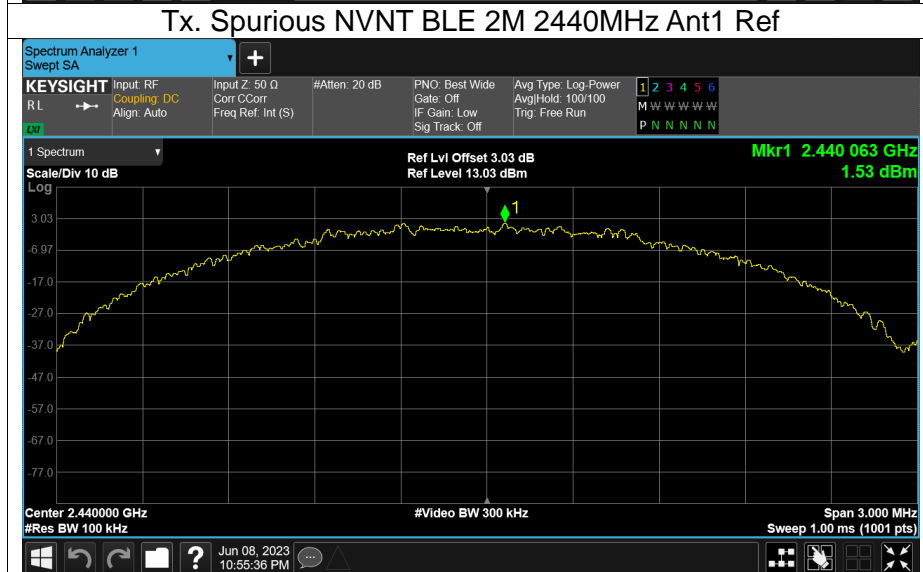 Tx. Spurious NVNT BLE 2M 2440MHz Ant1 Ref
Spectrum Analyzer 1
Swept SA
+
KEYSIGHT Input: RF Input Z: 50 Ω #Atten: 20 dB PNO: Best Wide Avg Type: Log-Power 1 2 3 4 5 6
R L Coupling: DC Corr CCorr Gate: Off Avg|Hold: 100/100 M W W W W W
Align: Auto Freq Ref: Int (S) IF Gain: Low Trig: Free Run
LXI Sig Track: Off P N N N N N
1 Spectrum Ref Lvl Offset 3.03 dB Mkr1 2.440 063 GHz
Scale/Div 10 dB Ref Level 13.03 dBm 1.53 dBm
Log
1
3.03
-6.97
-17.0
-27.0
-37.0
-47.0
-57.0
-67.0
-77.0
Center 2.440000 GHz #Video BW 300 kHz Span 3.000 MHz
#Res BW 100 kHz Sweep 1.00 ms (1001 pts)
? Jun 08, 2023
10:55:36 PM